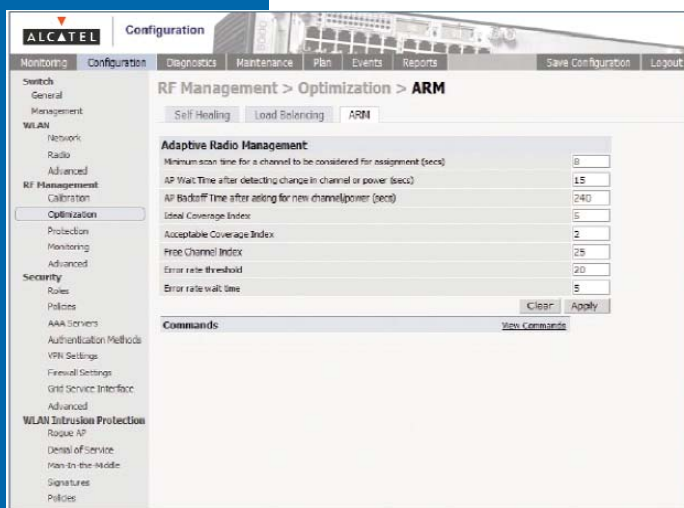 ALCATEL
Configuration
Monitoring Configuration Diagnostics Maintenance Plan Events Reports Save Configuration Logout
Switch
General
Management
WLAN
Network
Radio
Advanced
RF Management
Calibration
Optimization
Protection
Monitoring
Advanced
Security
Roles
Policies
AAA Servers
Authentication Methods
VPN Settings
Firewall Settings
Grid Service Interface
Advanced
WLAN Intrusion Protection
Rogue AP
Denial of Service
Man-In-the-Middle
Signatures
Policies
RF Management > Optimization > ARM
Self Healing Load Balancing ARM
Adaptive Radio Management
Minimum scan time for a channel to be considered for assignment (secs) 8
AP Wait Time after detecting change in channel or power (secs) 15
AP Backoff Time after asking for new channel/power (secs) 240
Ideal Coverage Index 5
Acceptable Coverage Index 2
Free Channel Index 25
Error rate threshold 20
Error rate wait time 5
Clear Apply
Commands View Commands